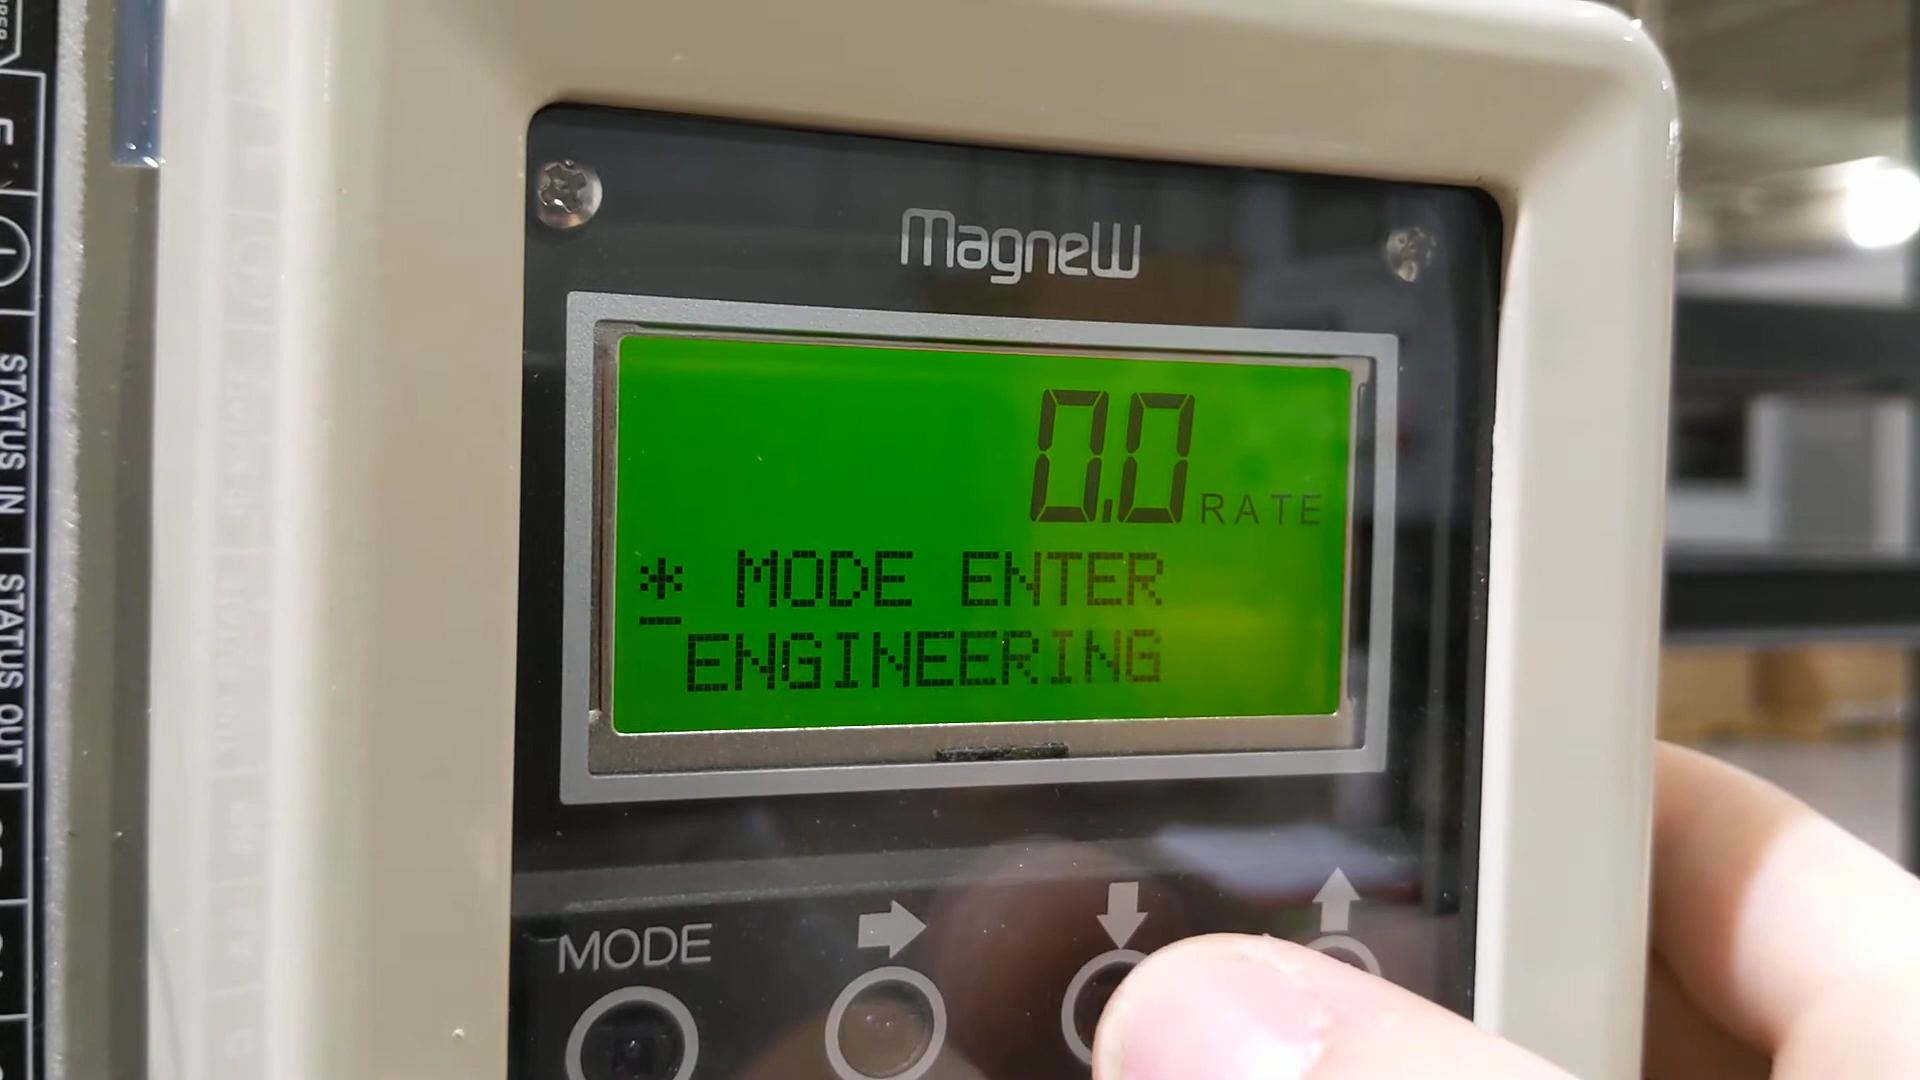 MagneW
0.0 RATE
* MODE ENTER
ENGINEERING
MODE
STATUS IN
STATUS OUT